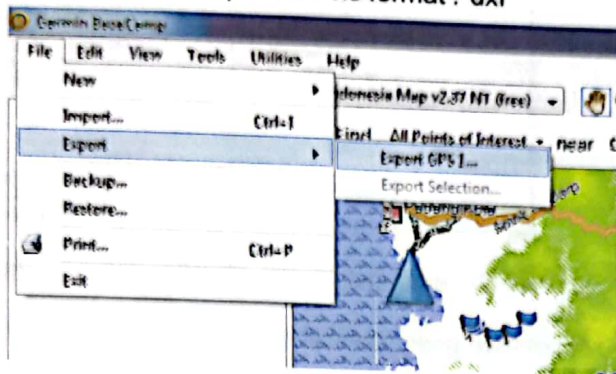 format : dxf
Garmin BaseCamp
File Edit View Tools Utilities Help
New
Indonesia Map v2.37 NT (free)
Import... Ctrl+I
Find All Points of Interest near
Export
Export GPS I...
Backup...
Export Selection...
Restore...
Print... Ctrl+P
Exit